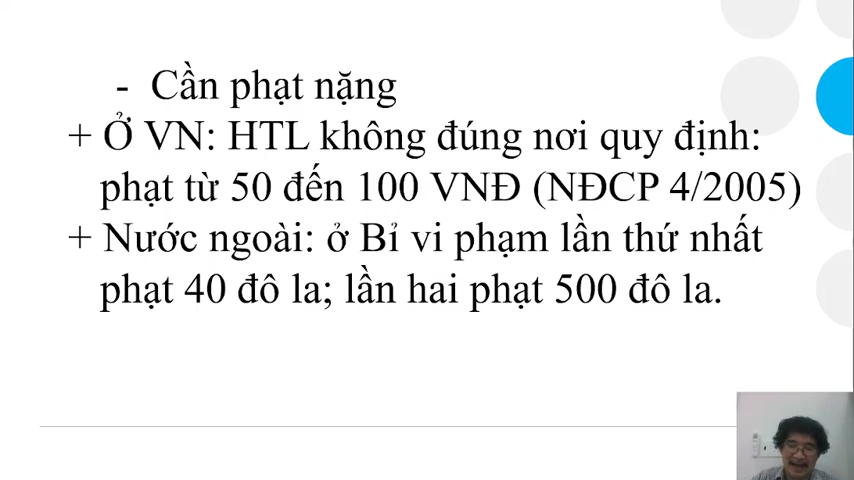 - Cần phạt nặng
+ Ở VN: HTL không đúng nơi quy định:
phạt từ 50 đến 100 VNĐ (NĐCP 4/2005)
+ Nước ngoài: ở Bỉ vi phạm lần thứ nhất
phạt 40 đô la; lần hai phạt 500 đô la.